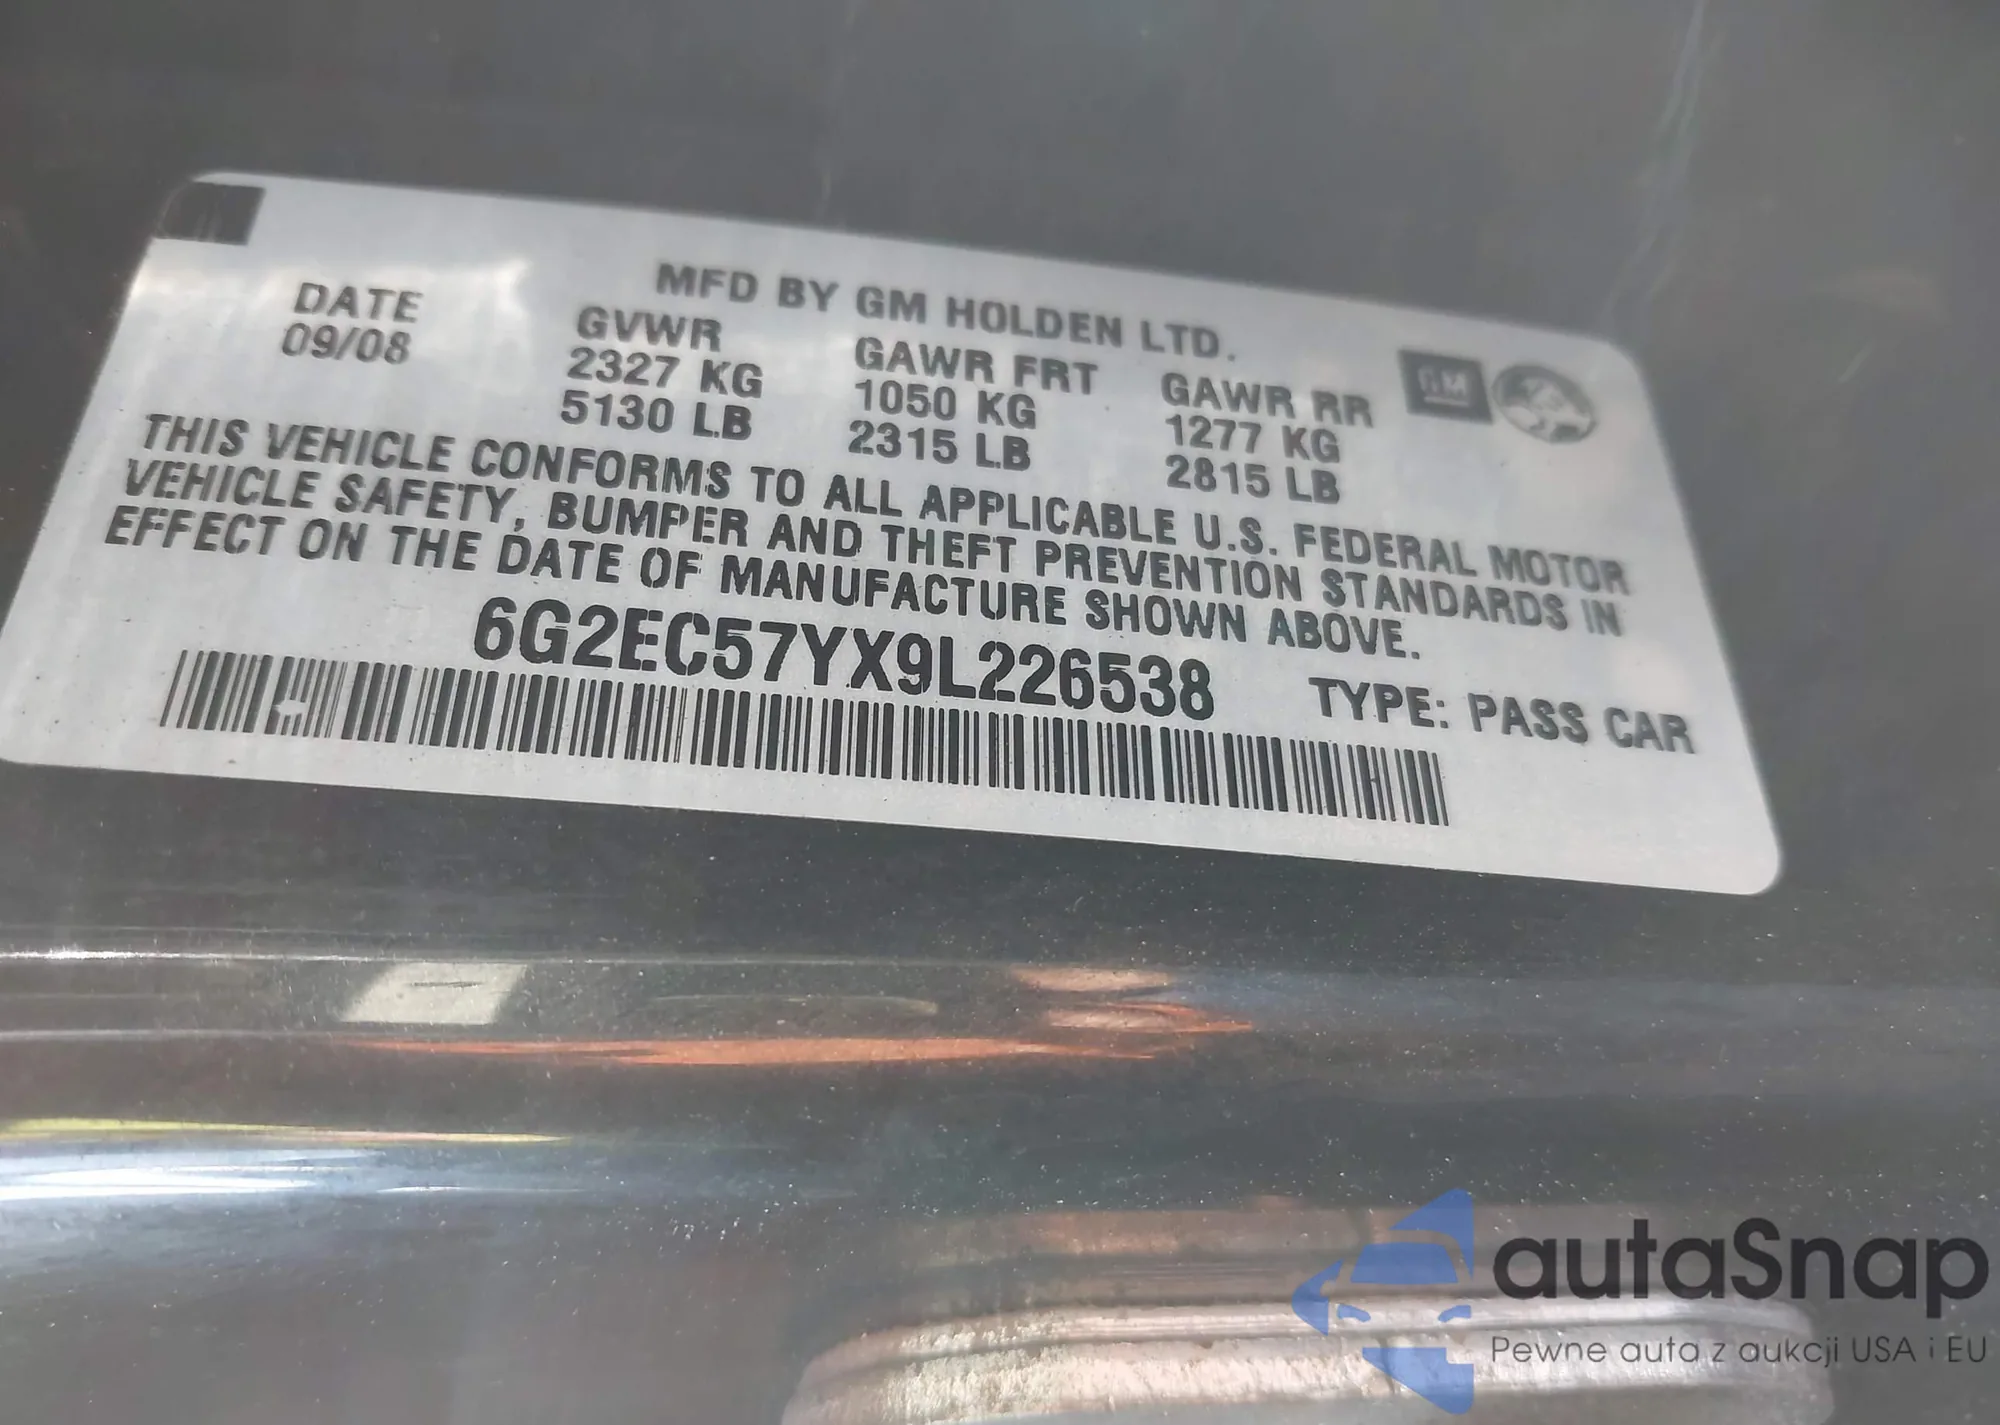 MFD BY GM HOLDEN LTD.
DATE GVWR GAWR FRT GAWR RR GM
09/08 2327 KG 1050 KG 1277 KG
5130 LB 2315 LB 2815 LB
THIS VEHICLE CONFORMS TO ALL APPLICABLE U.S. FEDERAL MOTOR
VEHICLE SAFETY, BUMPER AND THEFT PREVENTION STANDARDS IN
EFFECT ON THE DATE OF MANUFACTURE SHOWN ABOVE.
6G2EC57YX9L226538 TYPE: PASS CAR
autaSnap
Pewne auta z aukcji USA i EU